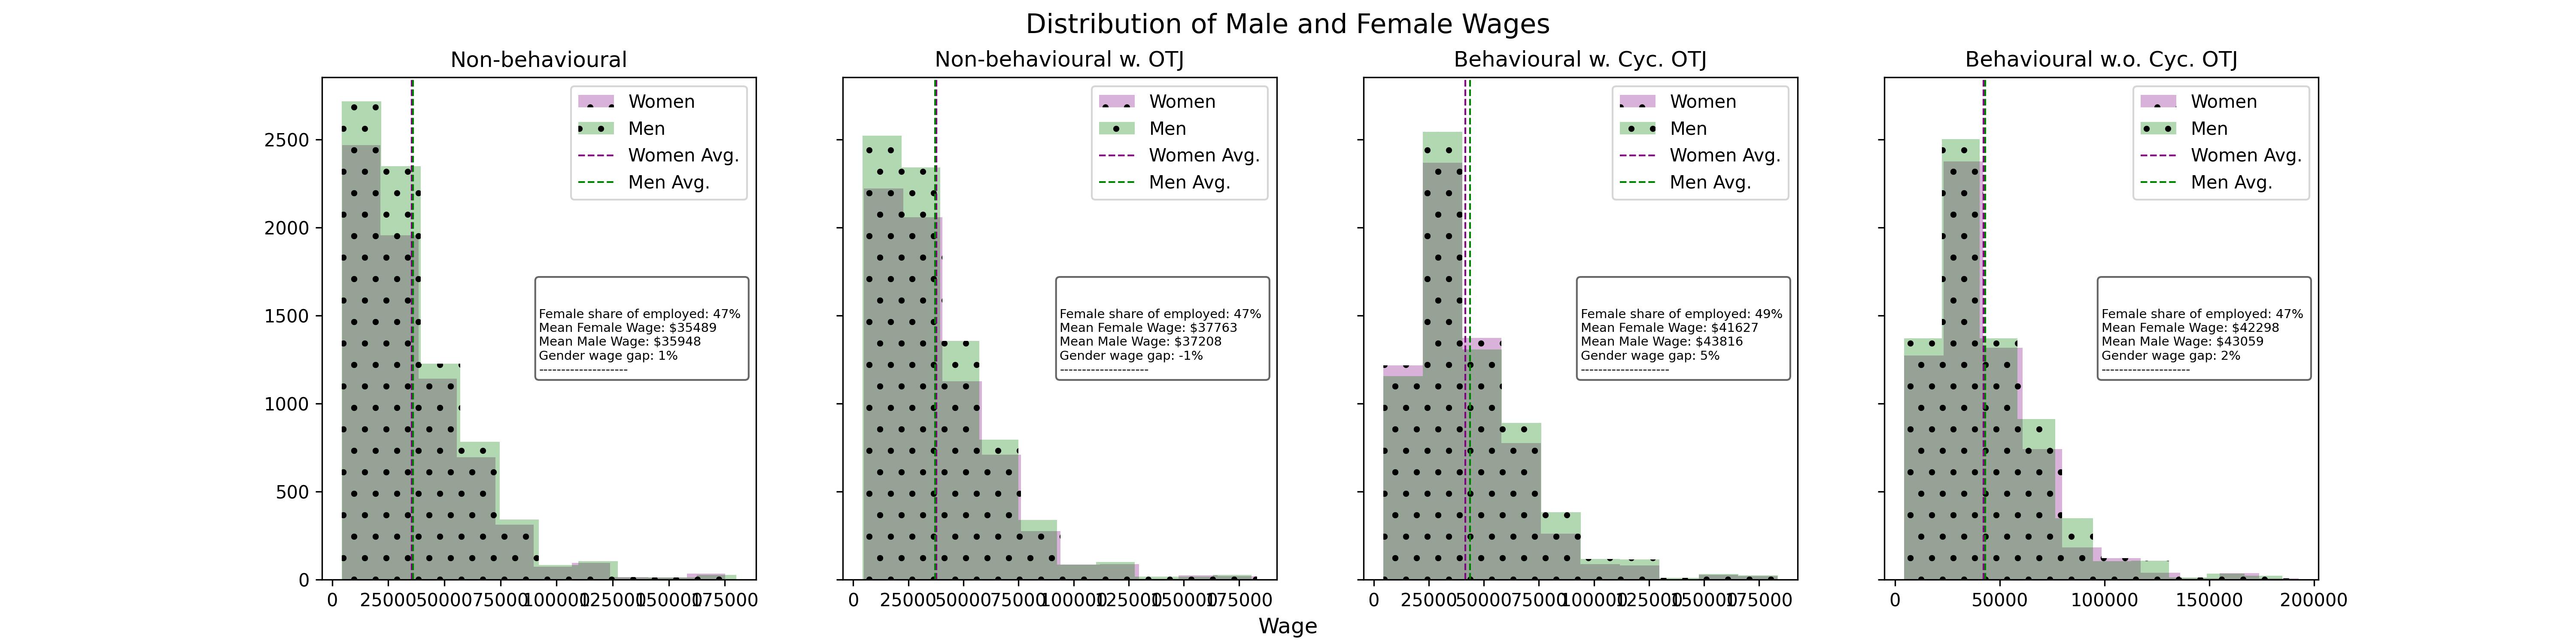 Distribution of Male and Female Wages
Non-behavioural
Women
Men
Women Avg.
Men Avg.
Female share of employed: 47%
Mean Female Wage: $35489
Mean Male Wage: $35948
Gender wage gap: 1%
--------------------
2500
2000
1500
1000
500
0
0 25000 50000 75000 100000 125000 150000 175000
Non-behavioural w. OTJ
Women
Men
Women Avg.
Men Avg.
Female share of employed: 47%
Mean Female Wage: $37763
Mean Male Wage: $37208
Gender wage gap: -1%
--------------------
0 25000 50000 75000 100000 125000 150000 175000
Behavioural w. Cyc. OTJ
Women
Men
Women Avg.
Men Avg.
Female share of employed: 49%
Mean Female Wage: $41627
Mean Male Wage: $43816
Gender wage gap: 5%
--------------------
0 25000 50000 75000 100000 125000 150000 175000
Behavioural w.o. Cyc. OTJ
Women
Men
Women Avg.
Men Avg.
Female share of employed: 47%
Mean Female Wage: $42298
Mean Male Wage: $43059
Gender wage gap: 2%
--------------------
0 50000 100000 150000 200000
Wage